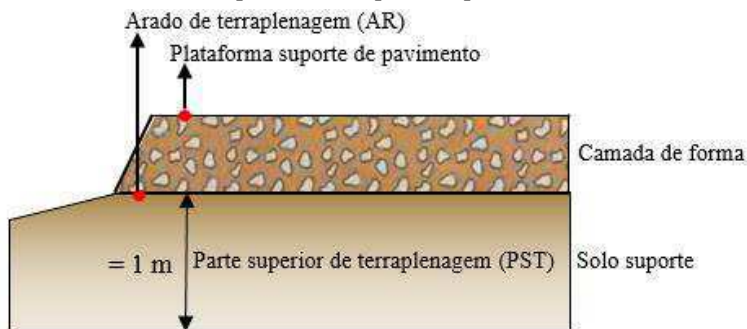 Arado de terraplenagem (AR)
Plataforma suporte de pavimento
Camada de forma
= 1 m
Parte superior de terraplenagem (PST)
Solo suporte